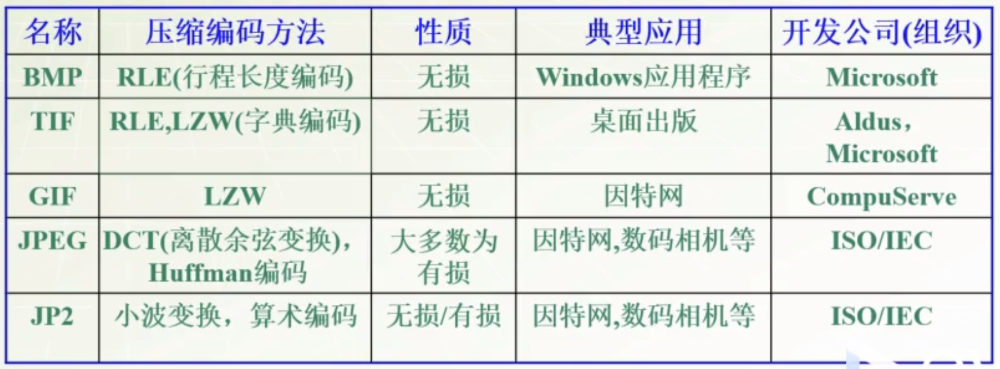 名称 压缩编码方法 性质 典型应用 开发公司(组织)
BMP RLE(行程长度编码) 无损 Windows应用程序 Microsoft
TIF RLE,LZW(字典编码) 无损 桌面出版 Aldus，
Microsoft
GIF LZW 无损 因特网 CompuServe
JPEG DCT(离散余弦变换)， 大多数为 因特网,数码相机等 ISO/IEC
Huffman编码 有损
JP2 小波变换，算术编码 无损/有损 因特网,数码相机等 ISO/IEC